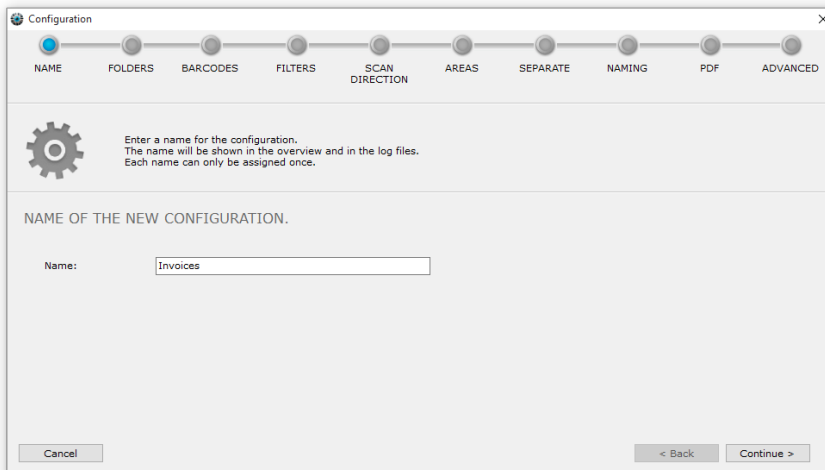 Configuration
NAME
FOLDERS
BARCODES
FILTERS
SCAN
DIRECTION
AREAS
SEPARATE
NAMING
PDF
ADVANCED
Enter a name for the configuration.
The name will be shown in the overview and in the log files.
Each name can only be assigned once.
NAME OF THE NEW CONFIGURATION.
Name:
Invoices
Cancel
< Back
Continue >